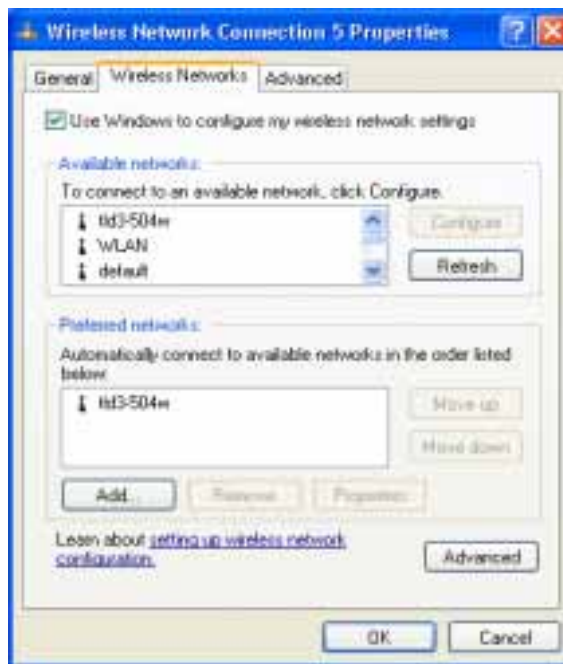 Wireless Network Connection 5 Properties
General
Wireless Networks
Advanced
Use Windows to configure my wireless network settings
Available networks:
To connect to an available network, click Configure.
WLAN
default
Configure
Refresh
Preferred networks:
Automatically connect to available networks in the order listed
below:
Move up
Move down
Add...
Remove
Properties
Learn about setting up wireless network
configuration.
Advanced
OK
Cancel